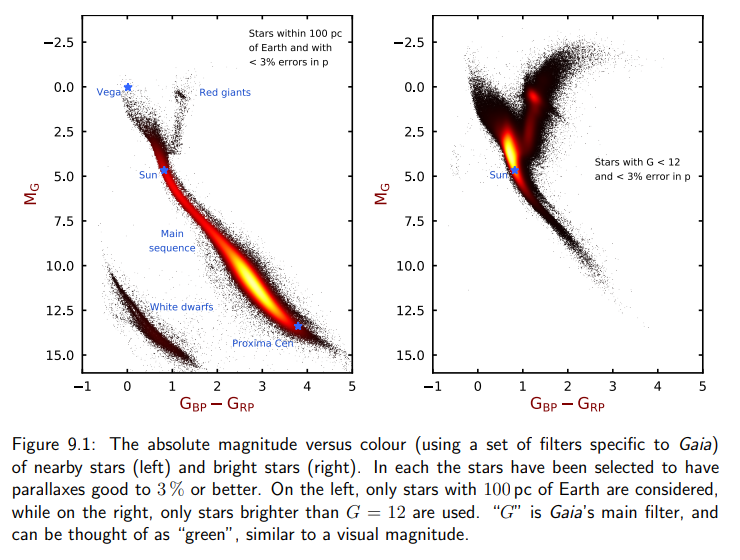 Stars within 100 pc
of Earth and with
< 3% errors in p
Vega
Red giants
Sun
Main
sequence
White dwarfs
Proxima Cen
−2.5
0.0
2.5
5.0
7.5
10.0
12.5
15.0
M_G
−1 0 1 2 3 4 5
G_BP − G_RP
Stars with G < 12
and < 3% error in p
Sun
−2.5
0.0
2.5
5.0
7.5
10.0
12.5
15.0
M_G
−1 0 1 2 3 4 5
G_BP − G_RP
Figure 9.1: The absolute magnitude versus colour (using a set of filters specific to Gaia)
of nearby stars (left) and bright stars (right). In each the stars have been selected to have
parallaxes good to 3 % or better. On the left, only stars with 100 pc of Earth are considered,
while on the right, only stars brighter than G = 12 are used. “G” is Gaia’s main filter, and
can be thought of as “green”, similar to a visual magnitude.